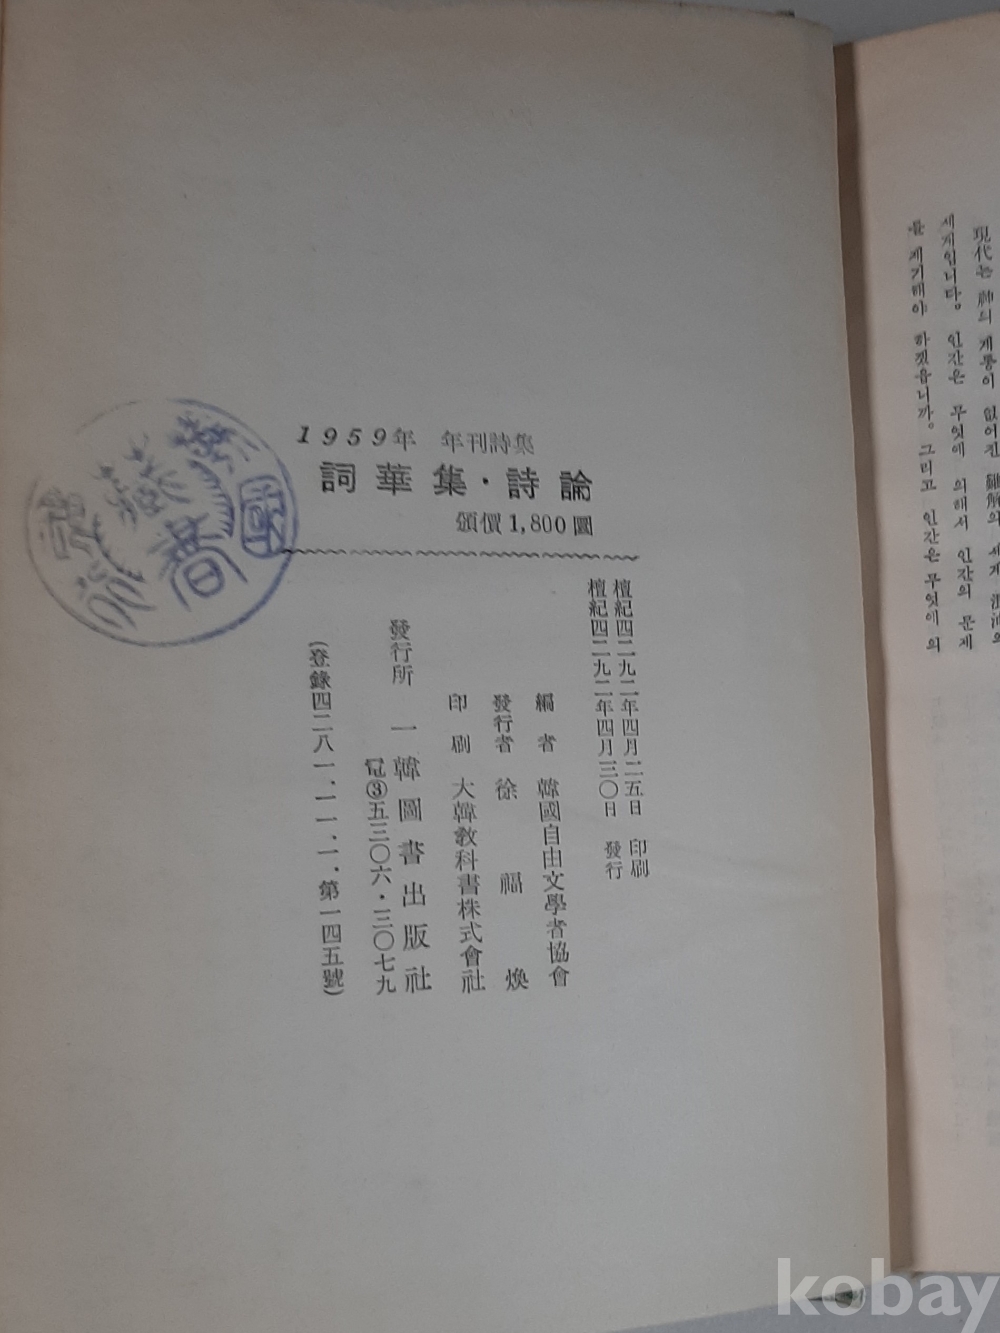 1959年 年刊詩集
詞華集·詩論
頒價1,800圜
檀紀四二九二年四月二五日 印刷
檀紀四二九二年四月三〇日 發行
編者 韓國自由文學者協會
發行者 徐福煥
印刷 大韓教科書株式會社
發行所 一韓圖書出版社
③五三〇六·三〇七九
(登錄四二八一.一一.一.第一四五號)
現代는 神의 계통이 없어진
세계입니다. 인간은 무엇에 의해서 인간의 문제
를 제기해야 하겠읍니까. 그리고 인간은 무엇에 의
kobay